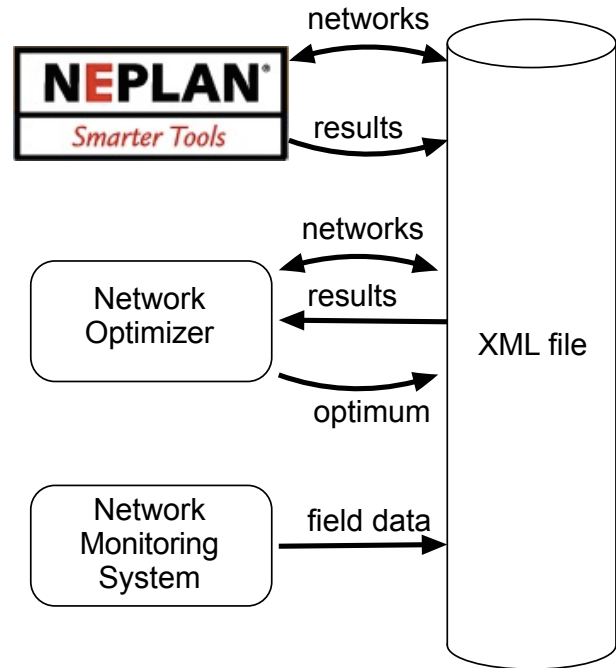 networks
NEPLAN®
Smarter Tools
results
networks
Network
Optimizer
results
optimum
XML file
Network
Monitoring
System
field data